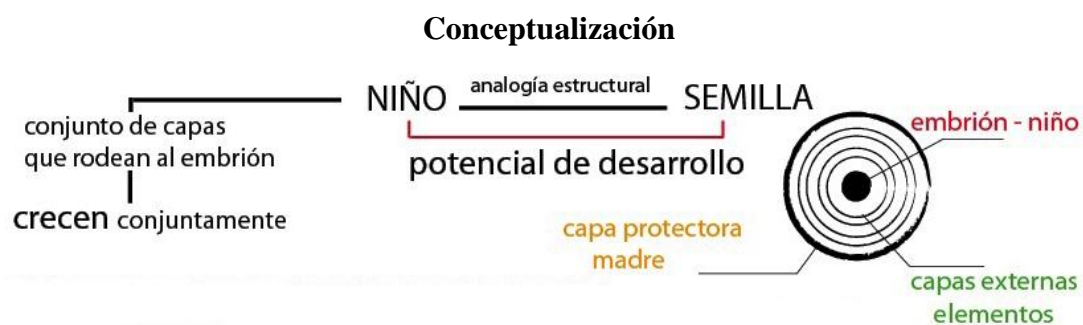 Conceptualización
NIÑO analogía estructural SEMILLA
conjunto de capas
que rodean al embrión
crecen conjuntamente
potencial de desarrollo
embrión - niño
capa protectora
madre
capas externas
elementos